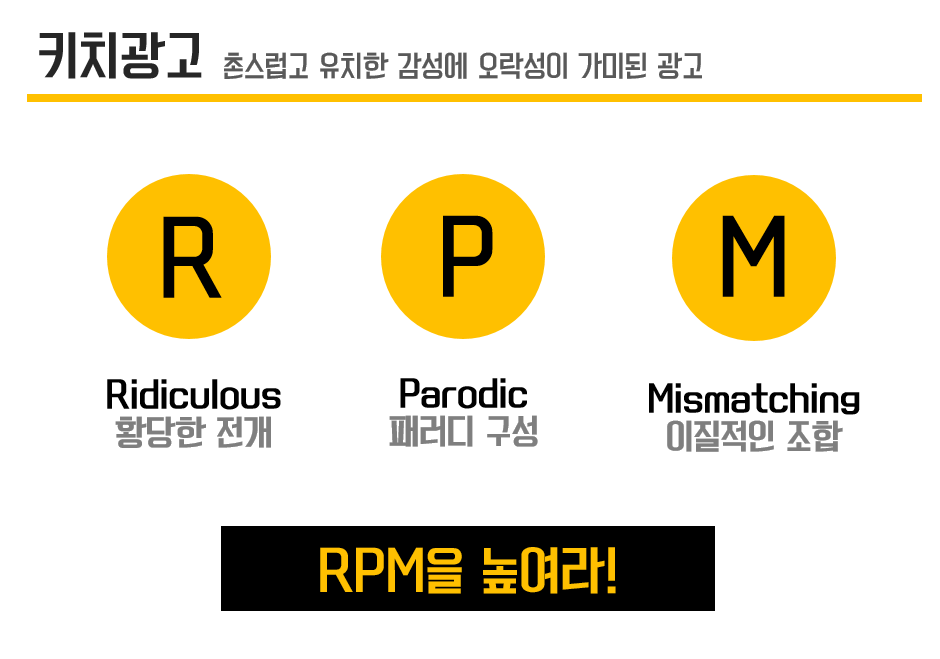 키치광고 촌스럽고 유치한 감성에 오락성이 가미된 광고
R P M
Ridiculous
황당한 전개
Parodic
패러디 구성
Mismatching
이질적인 조합
RPM을 높여라!